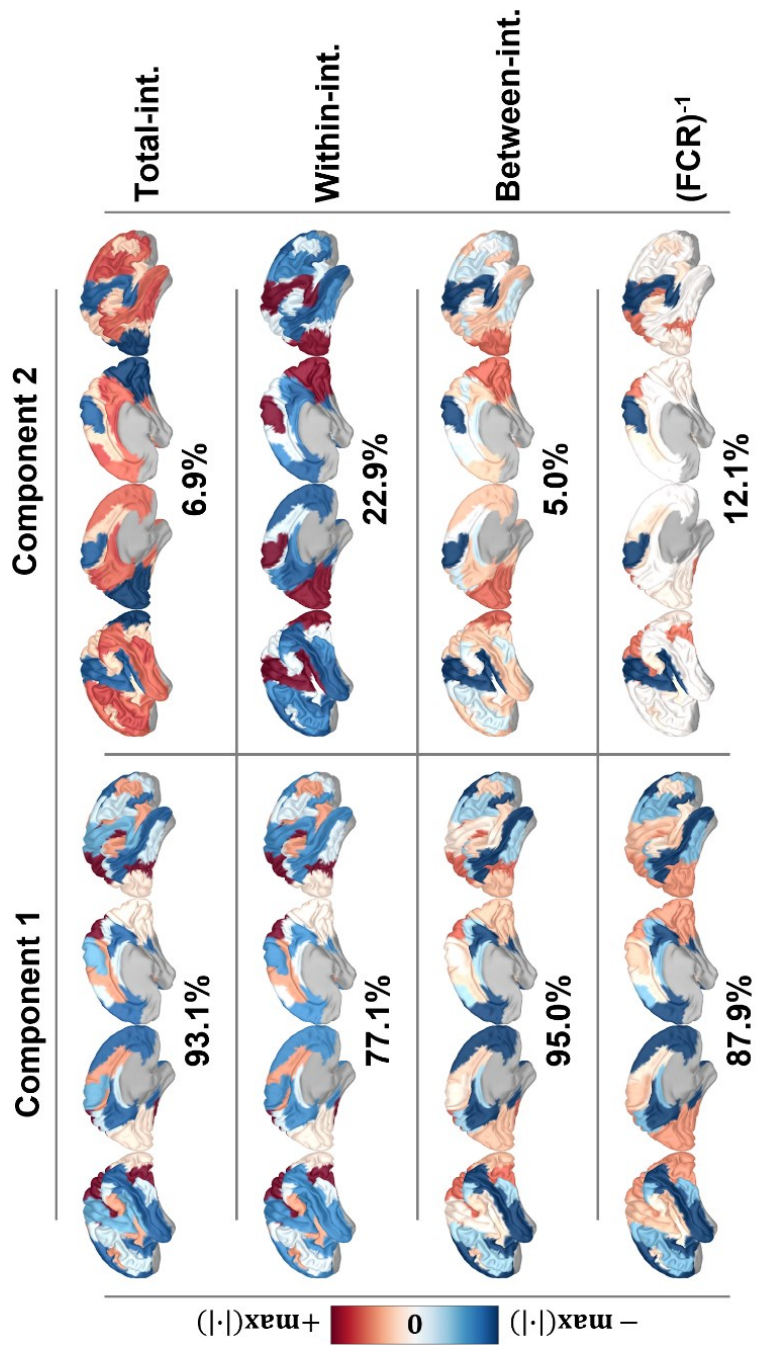 Component 1
Component 2
Total-int.
93.1%
6.9%
Within-int.
77.1%
22.9%
Between-int.
95.0%
5.0%
(FCR)⁻¹
87.9%
12.1%
+max(|·|)
0
− max(|·|)